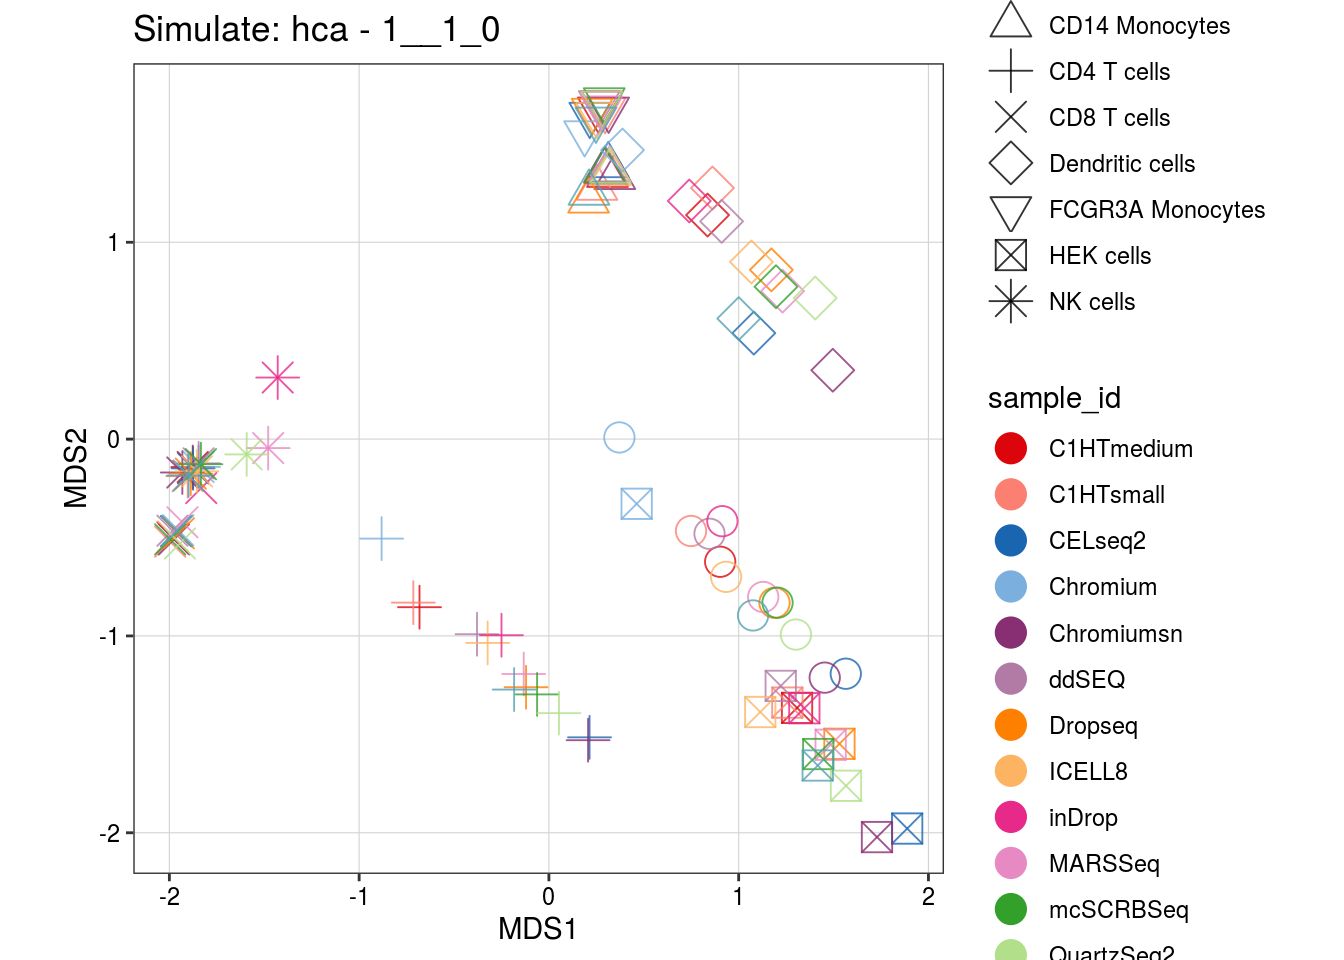 Simulate: hca - 1__1_0
CD14 Monocytes
CD4 T cells
CD8 T cells
Dendritic cells
FCGR3A Monocytes
HEK cells
NK cells
sample_id
C1HTmedium
C1HTsmall
CELseq2
Chromium
Chromiumsn
ddSEQ
Dropseq
ICELL8
inDrop
MARSSeq
mcSCRBSeq
QuartzSeq2
MDS2
1
0
-1
-2
-2
-1
0
1
2
MDS1